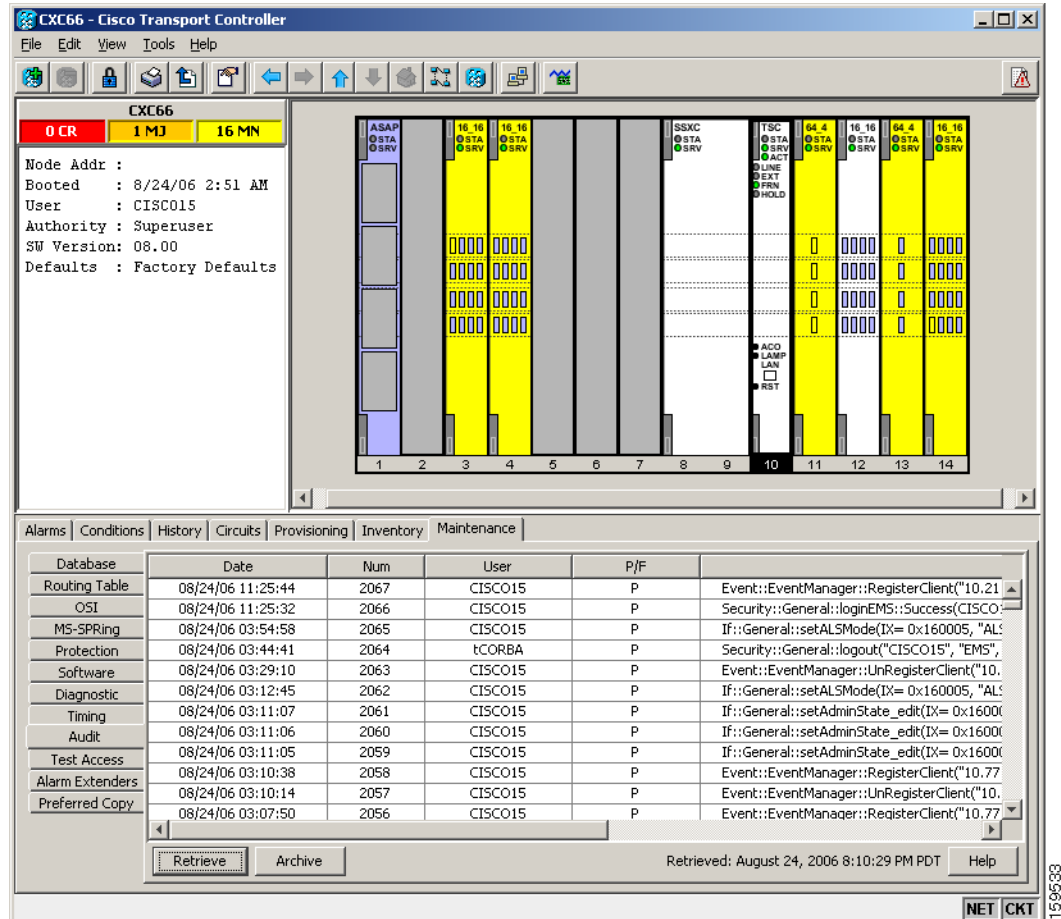 CXC66 - Cisco Transport Controller
File Edit View Tools Help
CXC66
0 CR 1 MJ 16 MN
Node Addr :
Booted : 8/24/06 2:51 AM
User : CISCO15
Authority : Superuser
SW Version: 08.00
Defaults : Factory Defaults
ASAP 16_16 16_16 SSXC TSC 64_4 16_16 64_4 16_16
STA STA STA STA STA STA STA STA STA
SRV SRV SRV SRV SRV SRV SRV SRV SRV
ACT
LINE
EXT
FRN
HOLD
ACO
LAMP
LAN
RST
1 2 3 4 5 6 7 8 9 10 11 12 13 14
Alarms Conditions History Circuits Provisioning Inventory Maintenance
Database
Routing Table
OSI
MS-SPRing
Protection
Software
Diagnostic
Timing
Audit
Test Access
Alarm Extenders
Preferred Copy
Date Num User P/F
08/24/06 11:25:44 2067 CISCO15 P Event::EventManager::RegisterClient("10.21
08/24/06 11:25:32 2066 CISCO15 P Security::General::loginEMS::Success(CISCO:
08/24/06 03:54:58 2065 CISCO15 P If::General::setALSMode(IX= 0x160005, "ALS
08/24/06 03:44:41 2064 tCORBA P Security::General::logout("CISCO15", "EMS",
08/24/06 03:29:10 2063 CISCO15 P Event::EventManager::UnRegisterClient("10.
08/24/06 03:12:45 2062 CISCO15 P If::General::setALSMode(IX= 0x160005, "ALS
08/24/06 03:11:07 2061 CISCO15 P If::General::setAdminState_edit(IX= 0x16000
08/24/06 03:11:06 2060 CISCO15 P If::General::setAdminState_edit(IX= 0x16000
08/24/06 03:11:05 2059 CISCO15 P If::General::setAdminState_edit(IX= 0x16000
08/24/06 03:10:38 2058 CISCO15 P Event::EventManager::RegisterClient("10.77
08/24/06 03:10:14 2057 CISCO15 P Event::EventManager::UnRegisterClient("10.
08/24/06 03:07:50 2056 CISCO15 P Event::EventManager::RegisterClient("10.77
Retrieve Archive Retrieved: August 24, 2006 8:10:29 PM PDT Help
NET CKT
159533